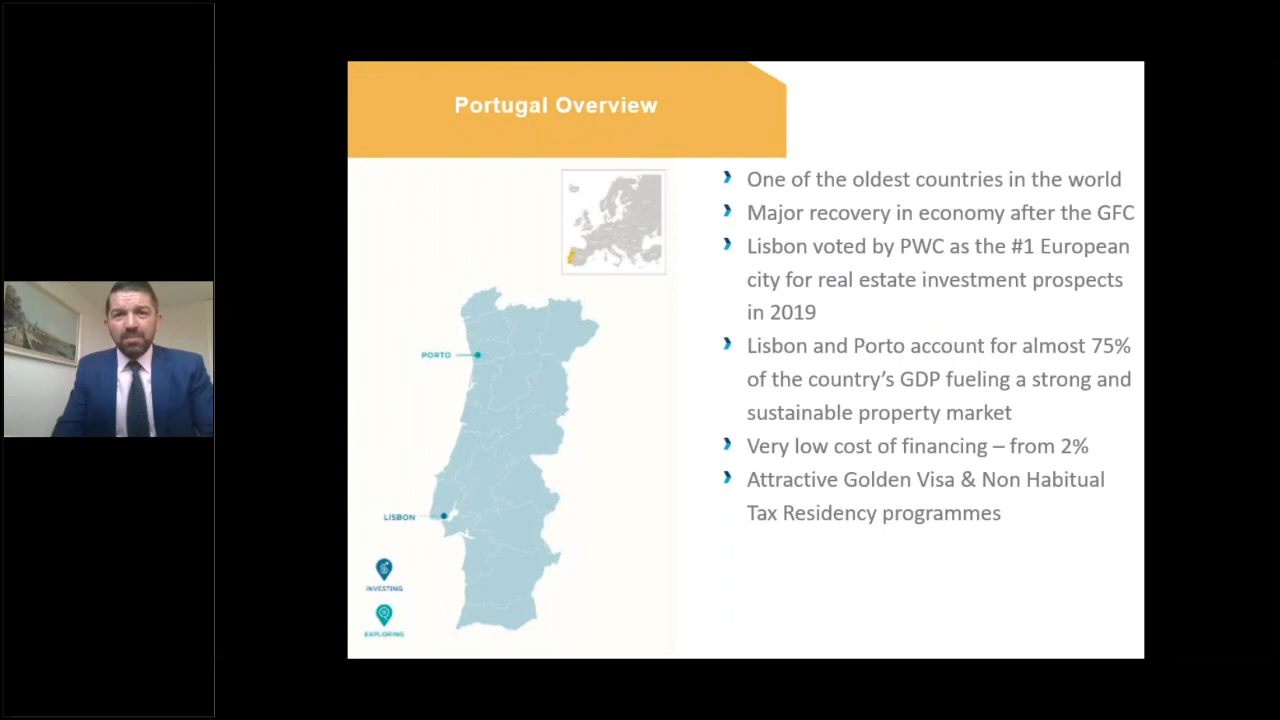 Portugal Overview
One of the oldest countries in the world
Major recovery in economy after the GFC
Lisbon voted by PWC as the #1 European
city for real estate investment prospects
in 2019
Lisbon and Porto account for almost 75%
of the country's GDP fueling a strong and
sustainable property market
Very low cost of financing – from 2%
Attractive Golden Visa & Non Habitual
Tax Residency programmes
PORTO
LISBON
INVESTING
EXPLORING